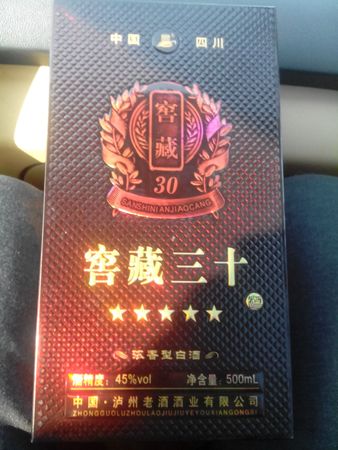 中国 四川
窖藏
30
SANSHINIANJIAOCANG
窖藏三十
★★★★★
浓香型白酒
酒精度：45%vol 净含量：500mL
中国·泸州老酒酒业有限公司
ZHONGGUOLUZHOULAOJIUJIUYEYOUXIANGONGSI